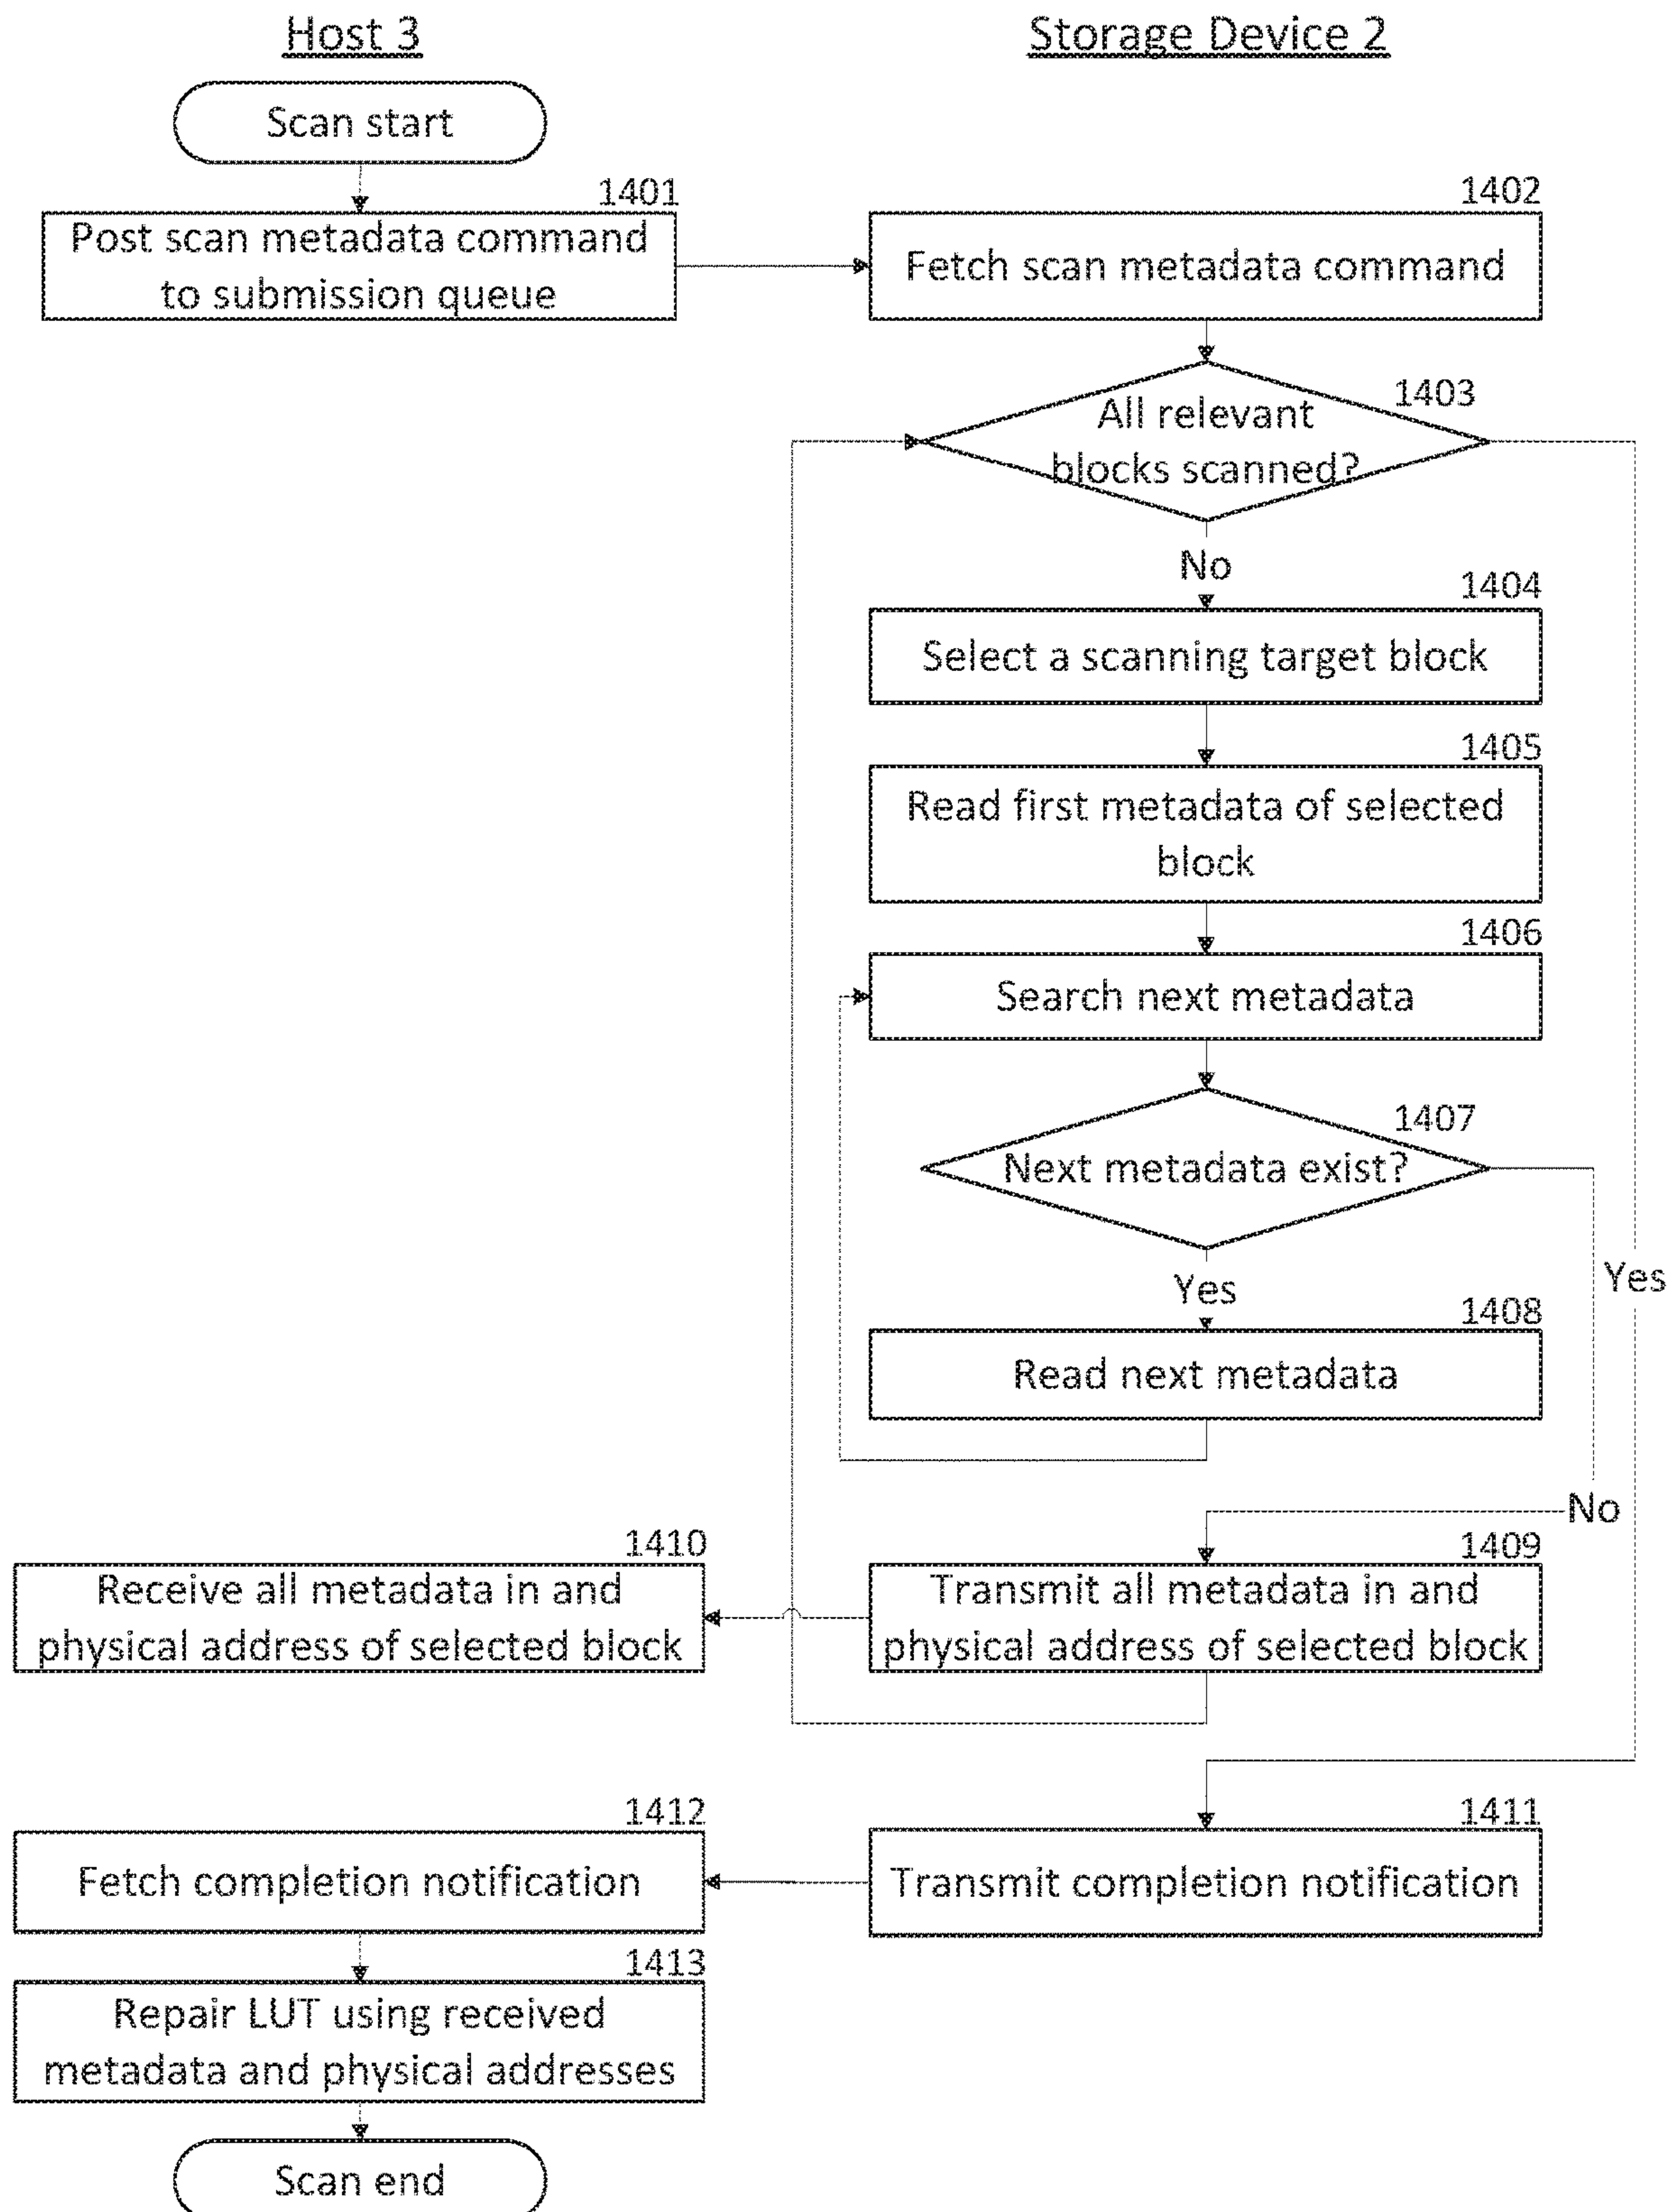 Host 3
Storage Device 2
Scan start
1401
Post scan metadata command
to submission queue
1402
Fetch scan metadata command
1403
All relevant
blocks scanned?
No
1404
Select a scanning target block
1405
Read first metadata of selected
block
1406
Search next metadata
1407
Next metadata exist?
Yes
Yes
1408
Read next metadata
No
1410
Receive all metadata in and
physical address of selected block
1409
Transmit all metadata in and
physical address of selected block
1412
Fetch completion notification
1411
Transmit completion notification
1413
Repair LUT using received
metadata and physical addresses
Scan end